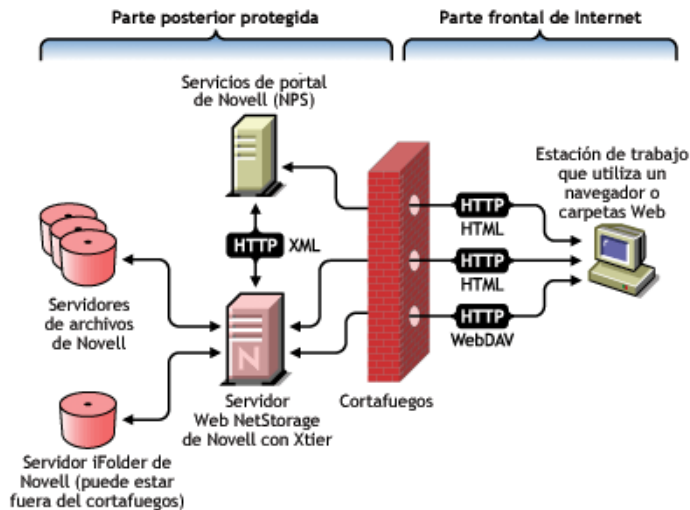 Parte posterior protegida
Parte frontal de Internet
Servicios de portal
de Novell (NPS)
Estación de trabajo
que utiliza un
navegador o
carpetas Web
HTTP
HTML
HTTP
XML
HTTP
HTML
HTTP
WebDAV
Servidores
de archivos
de Novell
N
Servidor
Web NetStorage
de Novell con Xtier
Cortafuegos
Servidor iFolder de
Novell (puede estar
fuera del cortafuegos)